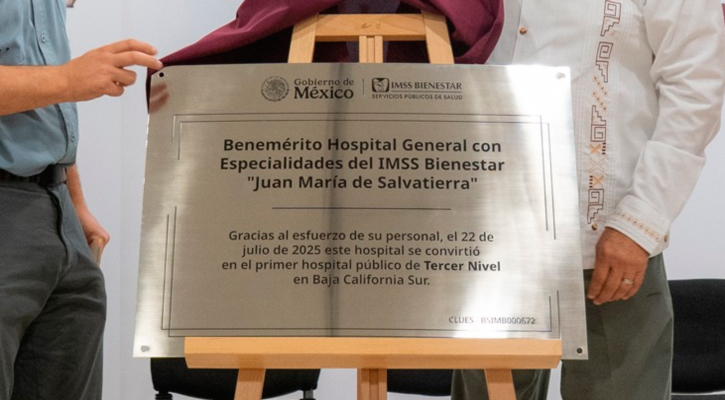 Gobierno de
México
IMSS BIENESTAR
SERVICIOS PÚBLICOS DE SALUD
Benemérito Hospital General con
Especialidades del IMSS Bienestar
"Juan María de Salvatierra"
Gracias al esfuerzo de su personal, el 22 de
julio de 2025 este hospital se convirtió
en el primer hospital público de Tercer Nivel
en Baja California Sur.
CLUES BSIMB000572